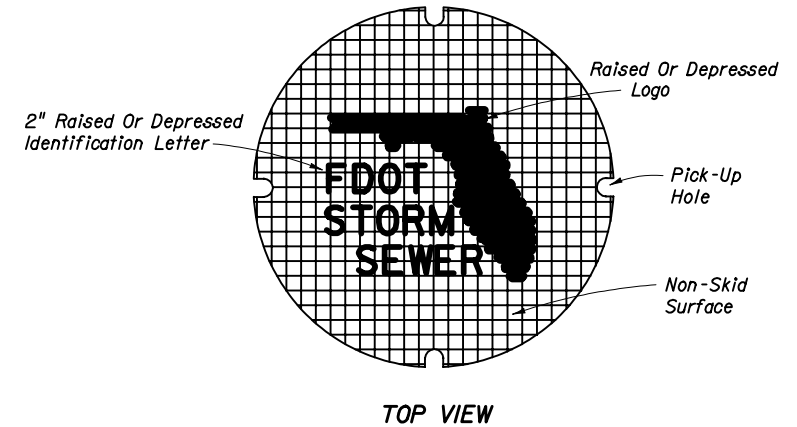 Raised Or Depressed
Logo
2" Raised Or Depressed
Identification Letter
FDOT
STORM
SEWER
Pick-Up
Hole
Non-Skid
Surface
TOP VIEW